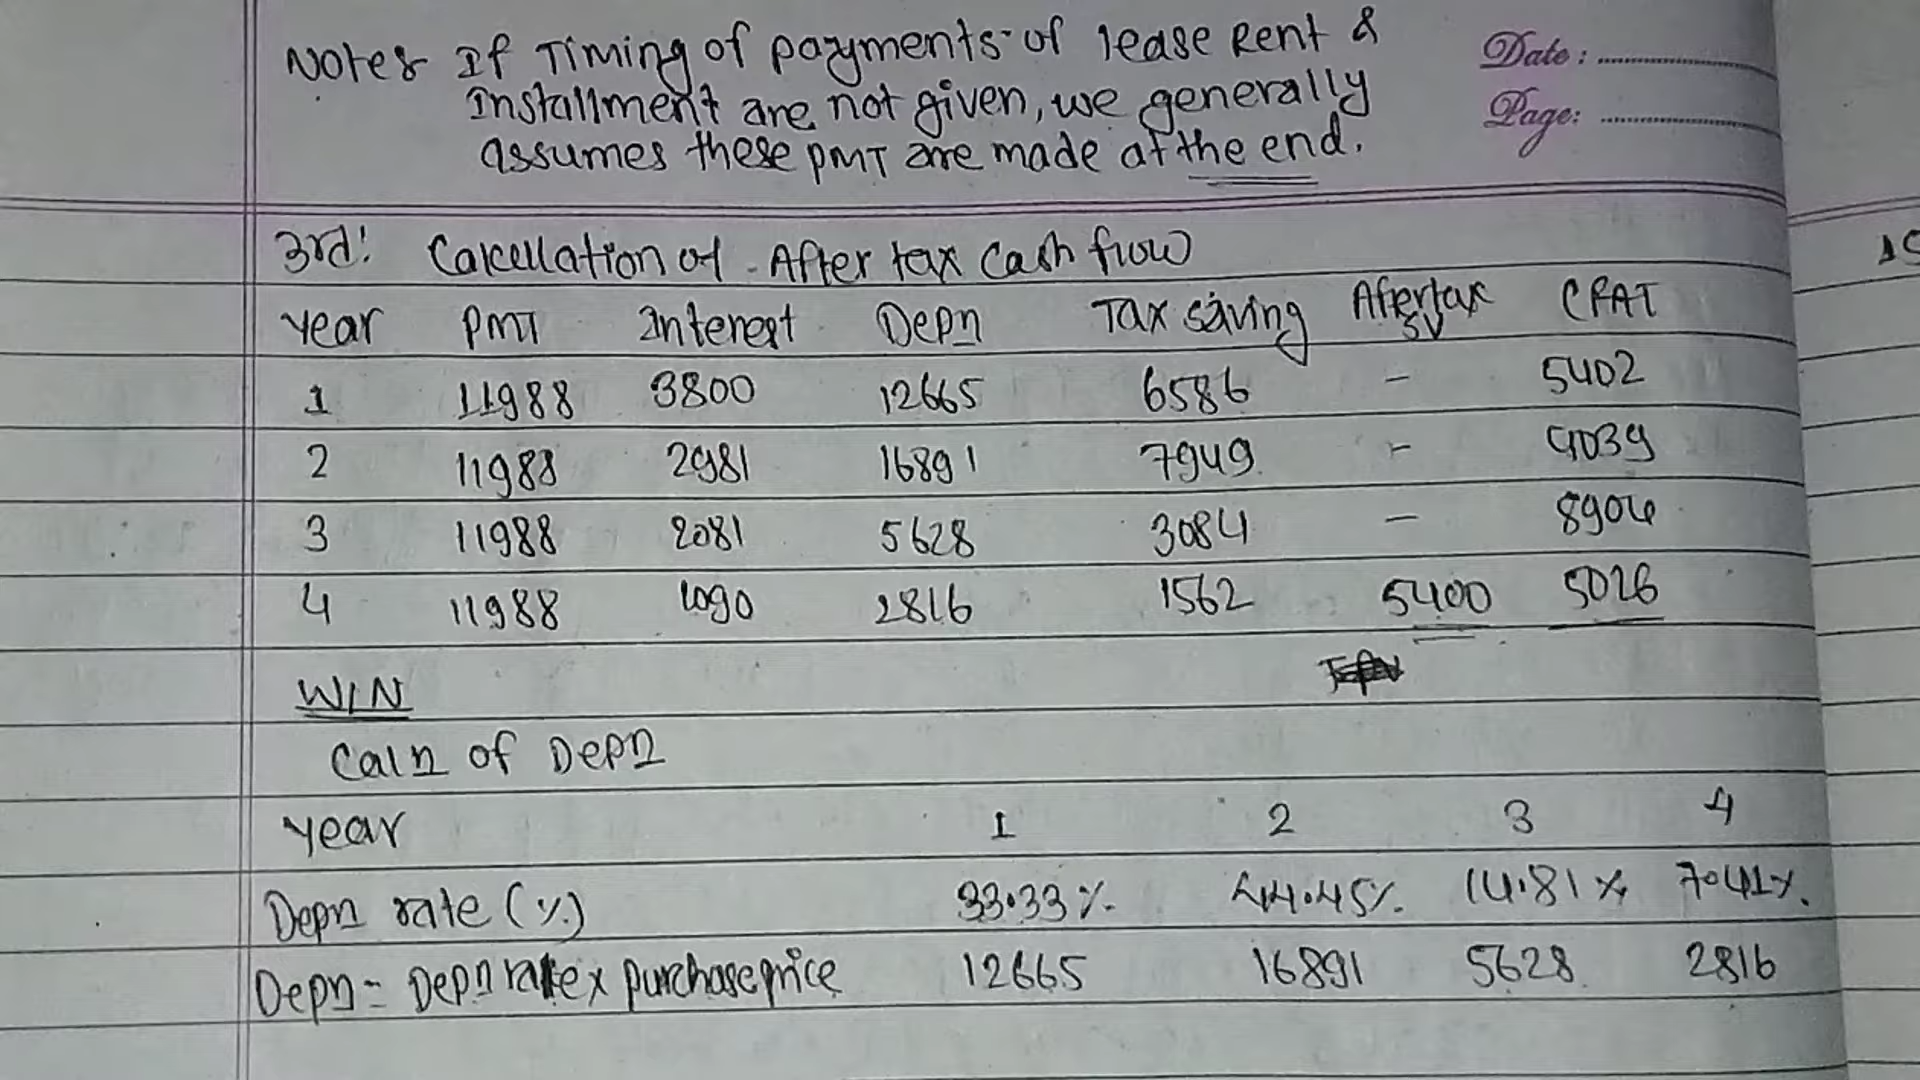 Notes If Timing of payments of lease Rent &
Installment are not given, we generally
assumes these PMT are made at the end.
Date :
Page:
3rd: Calcellation of After tax Cash flow
Year PMT Interest Depn Tax saving Aftertax SV CFAT
1 11988 3800 12665 6586 - 5402
2 11988 2981 16891 7949 - 4039
3 11988 2081 5628 3084 - 8904
4 11988 1090 2816 1562 5400 5026
W/N
Caln of Depn
Year 1 2 3 4
Depn rate (%) 33.33% 44.45% 14.81% 7.41%.
Depn = Depn rate x purchase price 12665 16891 5628 2816